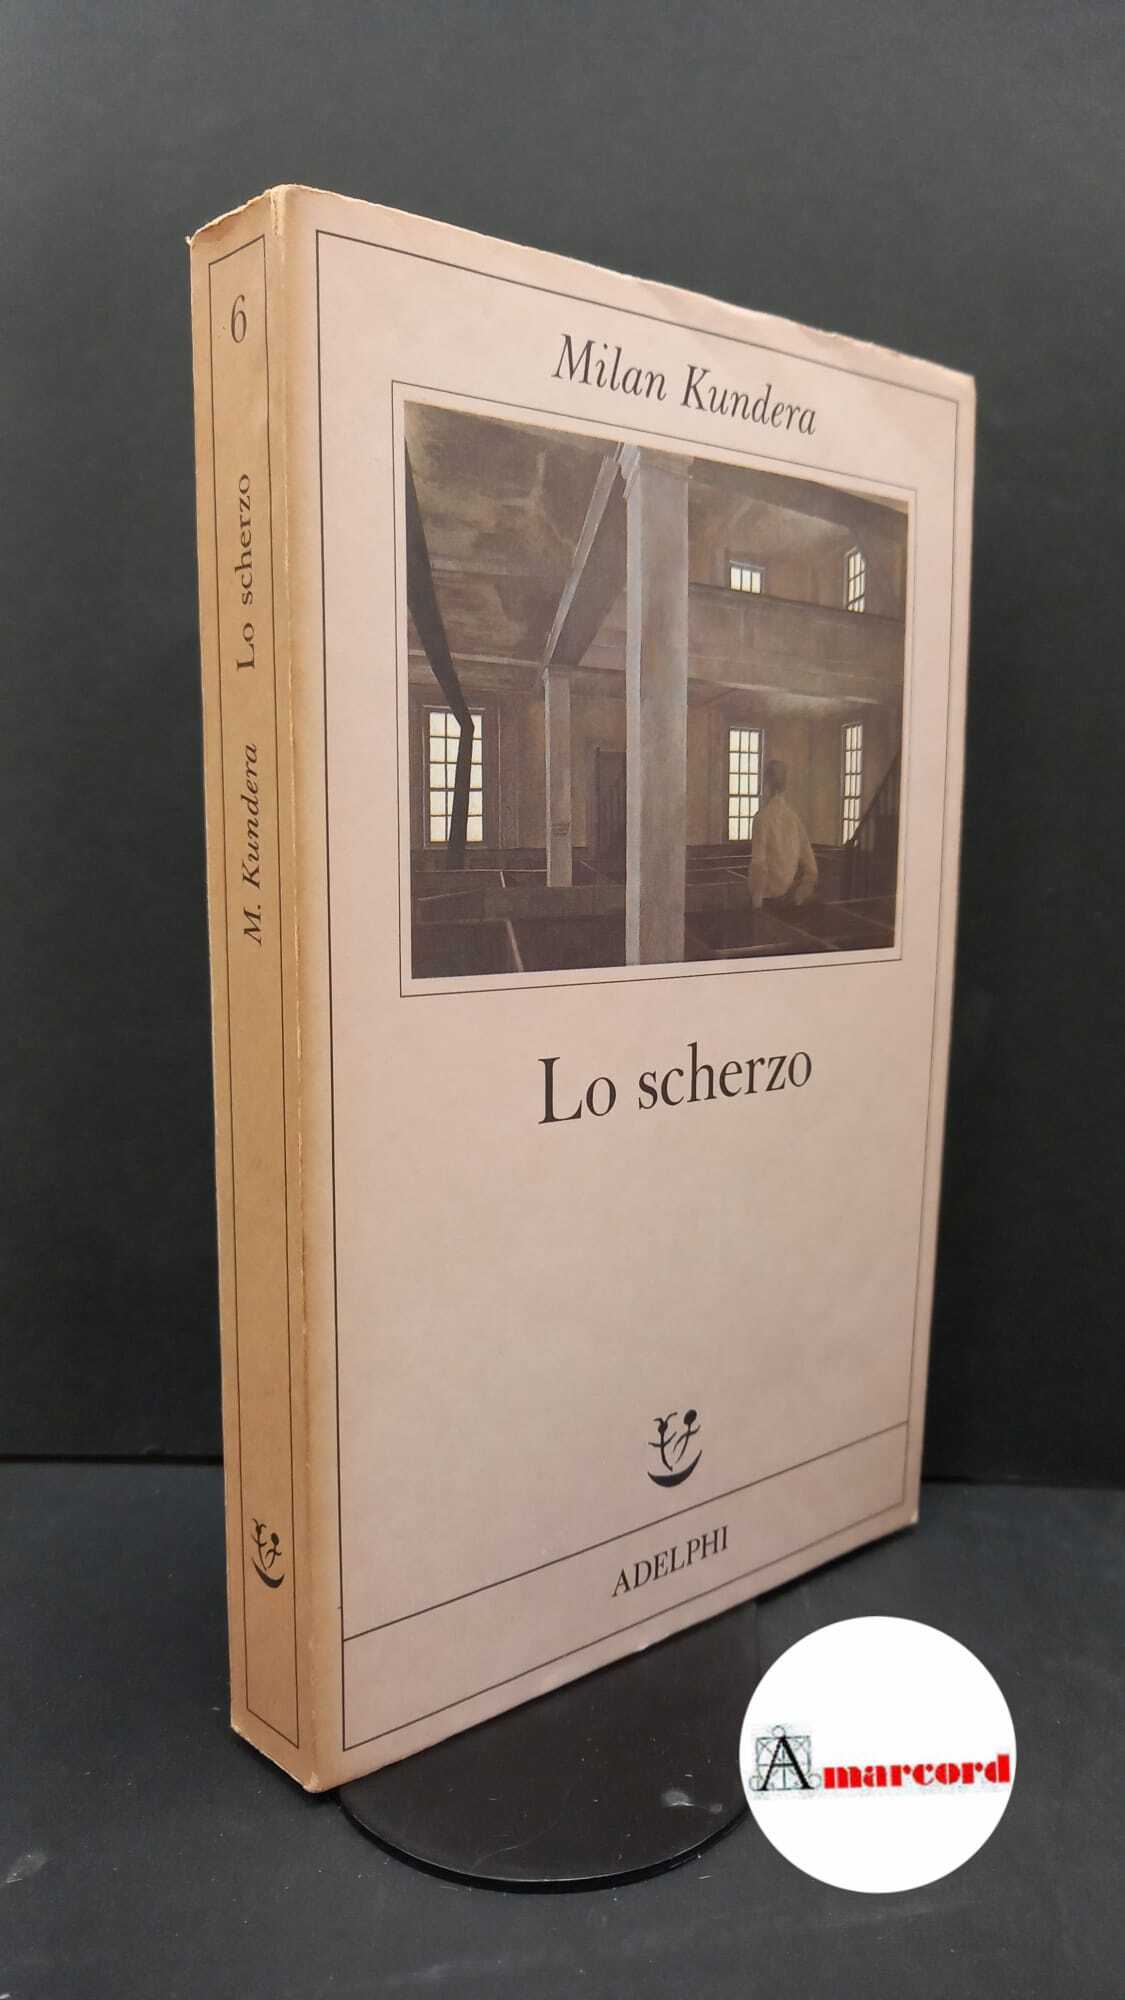 6
M. Kundera Lo scherzo
Milan Kundera
Lo scherzo
ADELPHI
Amarcord